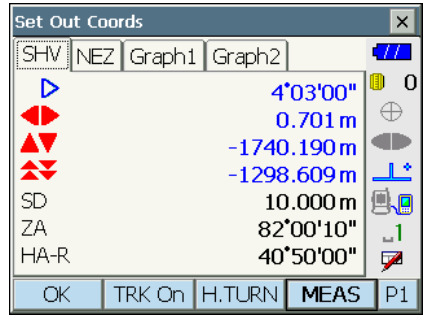 Set Out Coords
SHV NEZ Graph1 Graph2
4°03'00"
0
0.701 m
-1740.190 m
-1298.609 m
SD 10.000 m
ZA 82°00'10"
1
HA-R 40°50'00"
OK TRK On H.TURN MEAS P1